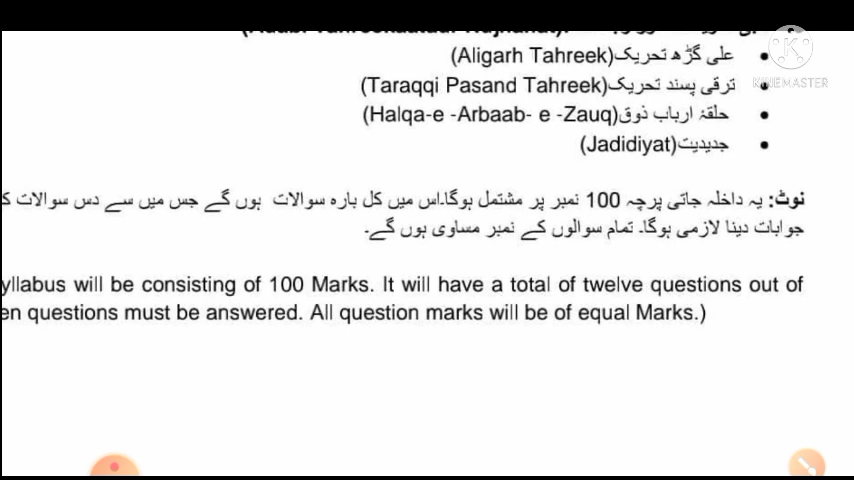 علی گڑھ تحریک(Aligarh Tahreek)
ترقی پسند تحریک(Taraqqi Pasand Tahreek)
حلقۂ ارباب ذوق(Halqa-e -Arbaab- e -Zauq)
جدیدیت(Jadidiyat)
نوٹ: یہ داخلہ جاتی پرچہ 100 نمبر پر مشتمل ہوگا۔اس میں کل بارہ سوالات ہوں گے جس میں سے دس سوالات ک
جوابات دینا لازمی ہوگا۔ تمام سوالوں کے نمبر مساوی ہوں گے۔
yllabus will be consisting of 100 Marks. It will have a total of twelve questions out of
en questions must be answered. All question marks will be of equal Marks.)
KINEMASTER